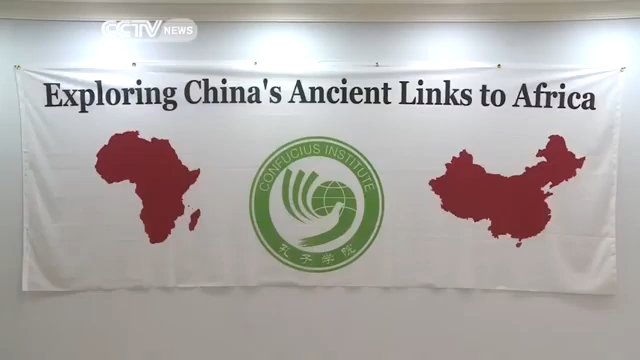 CCTV NEWS
Exploring China's Ancient Links to Africa
CONFUCIUS INSTITUTE
孔子学院